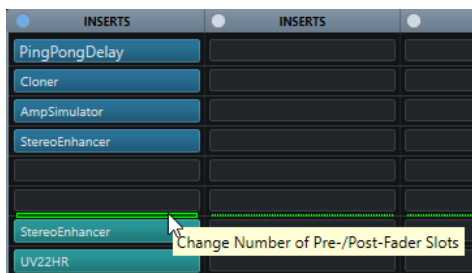 INSERTS INSERTS
PingPongDelay
Cloner
AmpSimulator
StereoEnhancer
StereoEnhancer
Change Number of Pre-/Post-Fader Slots
UV22HR